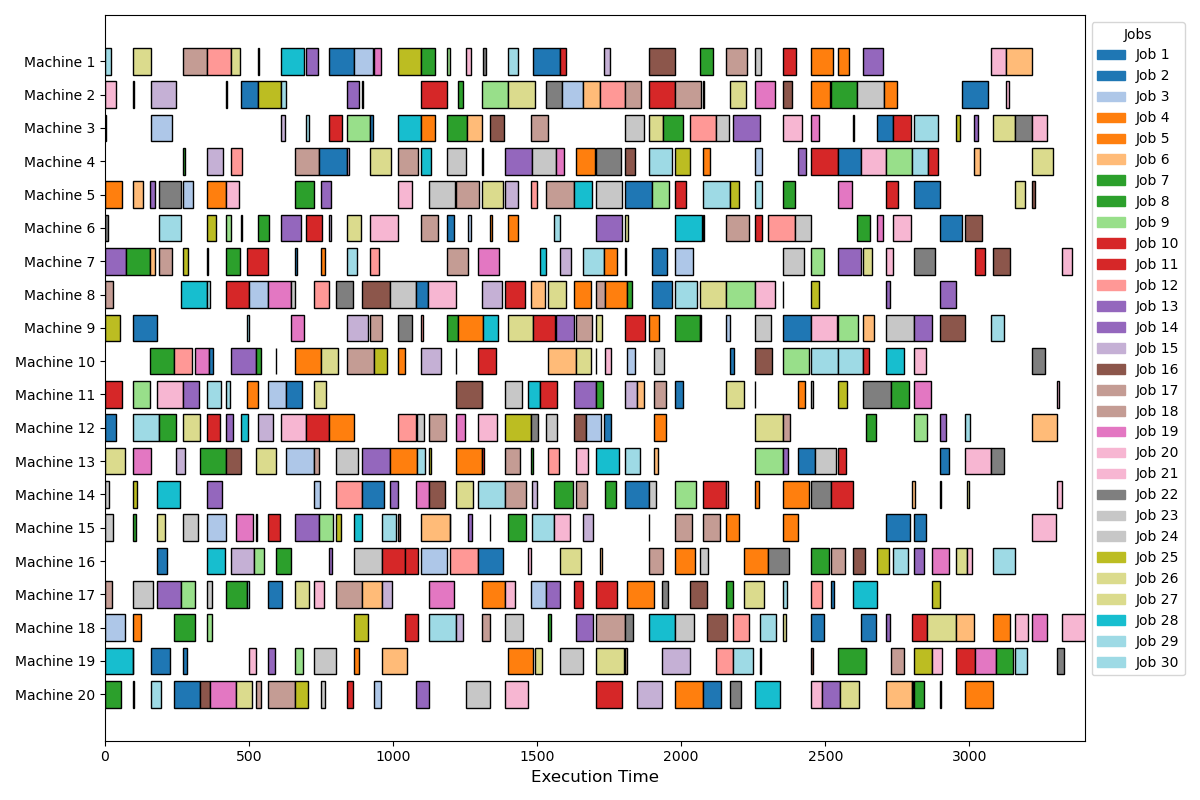 Machine 1
Machine 2
Machine 3
Machine 4
Machine 5
Machine 6
Machine 7
Machine 8
Machine 9
Machine 10
Machine 11
Machine 12
Machine 13
Machine 14
Machine 15
Machine 16
Machine 17
Machine 18
Machine 19
Machine 20
0 500 1000 1500 2000 2500 3000
Execution Time
Jobs
Job 1
Job 2
Job 3
Job 4
Job 5
Job 6
Job 7
Job 8
Job 9
Job 10
Job 11
Job 12
Job 13
Job 14
Job 15
Job 16
Job 17
Job 18
Job 19
Job 20
Job 21
Job 22
Job 23
Job 24
Job 25
Job 26
Job 27
Job 28
Job 29
Job 30